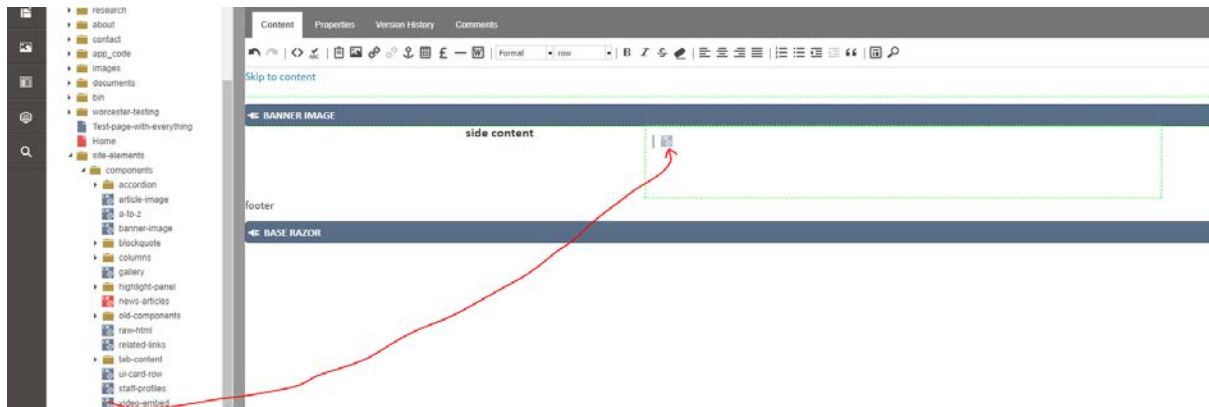 research
about
contact
app_code
images
documents
bin
worcester-testing
Test-page-with-everything
Home
site-elements
components
accordion
article-image
a-to-z
banner-image
blockquote
columns
gallery
highlight-panel
news-articles
old-components
raw-html
related-links
tab-content
ui-card-row
staff-profiles
video-embed
Content Properties Version History Comments
Format row
Skip to content
BANNER IMAGE
side content
footer
BASE RAZOR